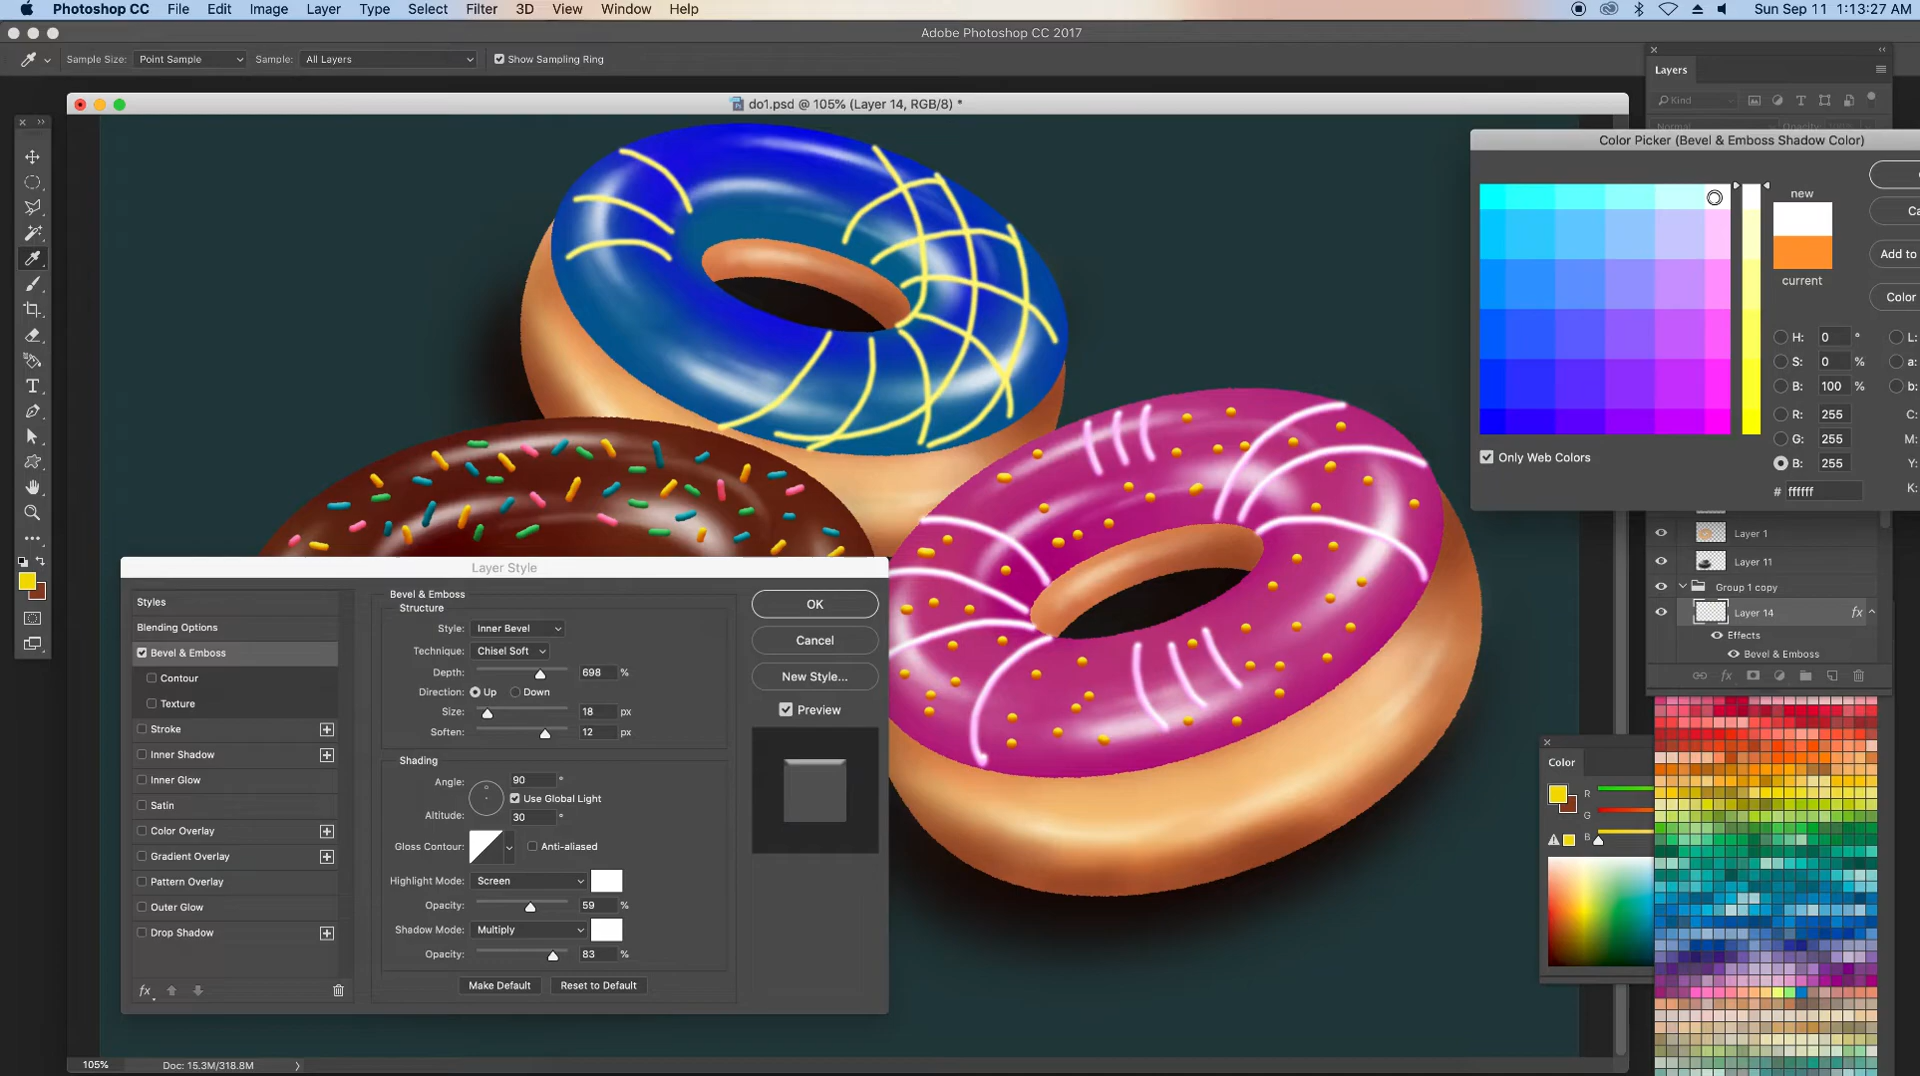 Photoshop CC File Edit Image Layer Type Select Filter 3D View Window Help Sun Sep 11 1:13:27 AM
Adobe Photoshop CC 2017
Sample Size: Point Sample Sample: All Layers Show Sampling Ring
Layers
do1.psd @ 105% (Layer 14, RGB/8) *
Kind
Color Picker (Bevel & Emboss Shadow Color)
new
Ca
Add to
current
Color
H: 0 ° L:
S: 0 % a:
B: 100 % b:
R: 255 C:
G: 255 M:
Only Web Colors
B: 255 Y:
# ffffff K:
Layer 1
Layer 11
Group 1 copy
Layer 14 fx
Effects
Bevel & Emboss
fx
Layer Style
Styles
Blending Options
Bevel & Emboss
Contour
Texture
Stroke
Inner Shadow
Inner Glow
Satin
Color Overlay
Gradient Overlay
Pattern Overlay
Outer Glow
Drop Shadow
fx
Bevel & Emboss
Structure
Style: Inner Bevel
Technique: Chisel Soft
Depth: 698 %
Direction: Up Down
Size: 18 px
Soften: 12 px
Shading
Angle: 90 °
Use Global Light
Altitude: 30 °
Gloss Contour: Anti-aliased
Highlight Mode: Screen
Opacity: 59 %
Shadow Mode: Multiply
Opacity: 83 %
Make Default Reset to Default
OK
Cancel
New Style...
Preview
Color
R
G
B
105% Doc: 15.3M/318.8M